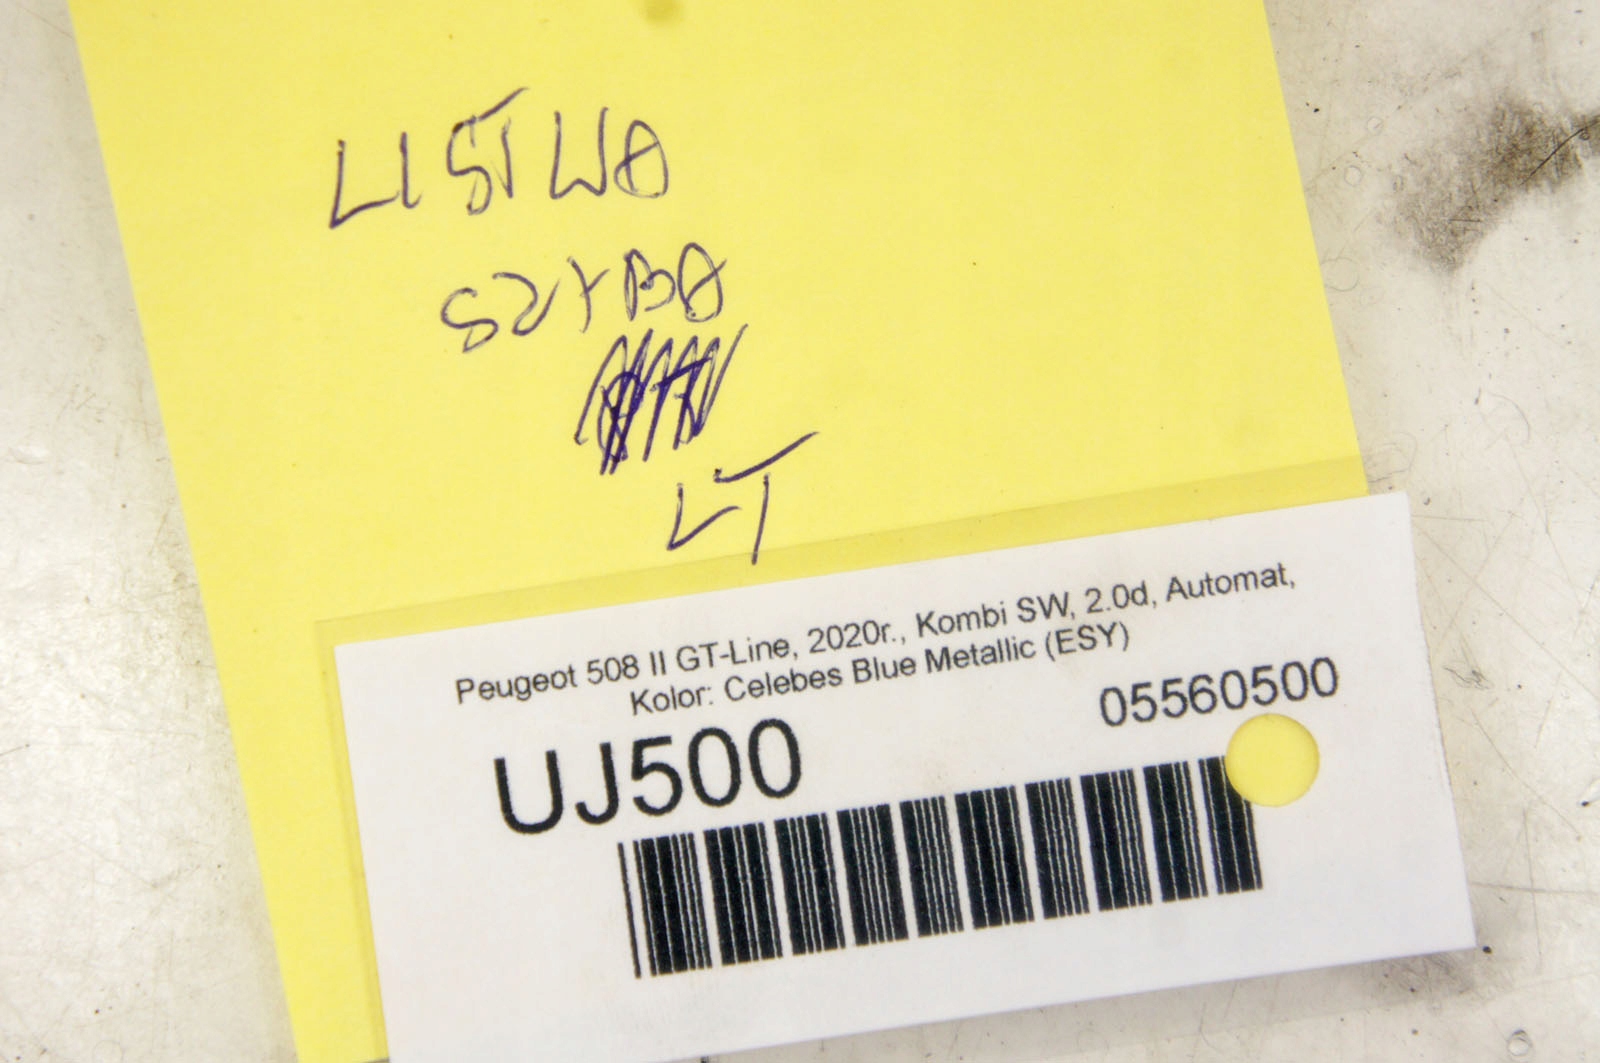 LISTWA
SZYBA
LT
Peugeot 508 II GT-Line, 2020r., Kombi SW, 2.0d, Automat,
Kolor: Celebes Blue Metallic (ESY)
UJ500
05560500